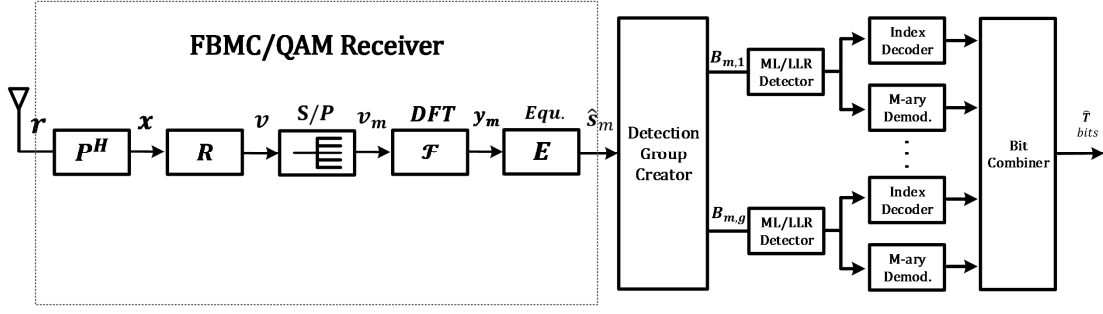 FBMC/QAM Receiver
r
P^H
x
R
v
S/P
v_m
DFT
ℱ
y_m
Equ.
E
ŝ_m
Detection
Group
Creator
B_{m,1}
ML/LLR
Detector
Index
Decoder
M-ary
Demod.
B_{m,g}
ML/LLR
Detector
Index
Decoder
M-ary
Demod.
Bit
Combiner
T̂
bits